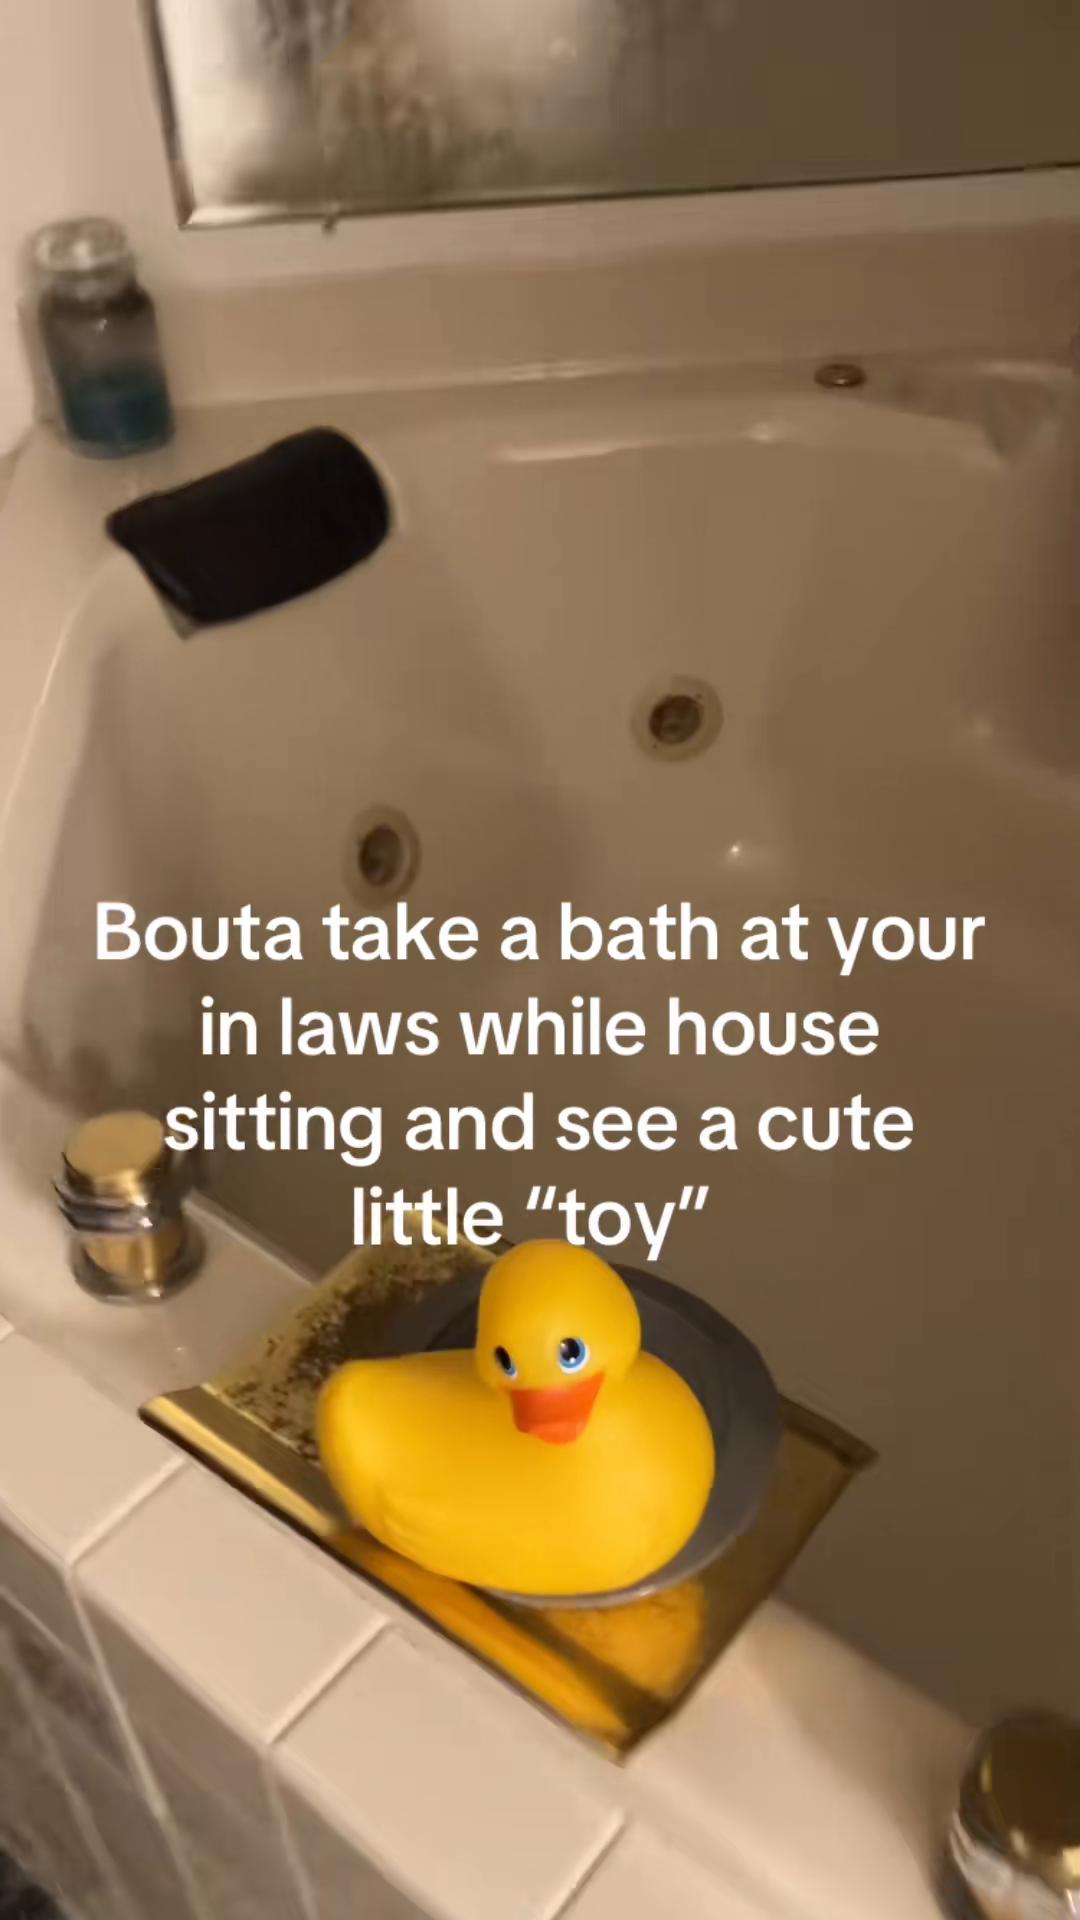 Bouta take a bath at your
in laws while house
sitting and see a cute
little “toy”